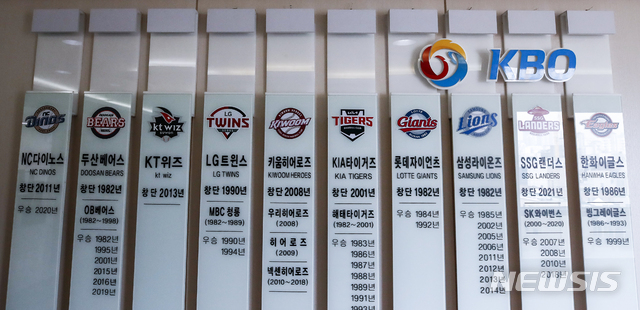 KBO
NC DINOS
NC다이노스
NC DINOS
창단 2011년
우승 2020년
BEARS
두산베어스
DOOSAN BEARS
창단 1982년
OB베어스
(1982~1998)
우승 1982년
1995년
2001년
2015년
2016년
2019년
kt wiz
KT위즈
kt wiz
창단 2013년
LG
TWINS
LG트윈스
LG TWINS
창단 1990년
MBC 청룡
(1982~1989)
우승 1990년
1994년
KIWOOM
키움히어로즈
KIWOOM HEROES
창단 2008년
우리히어로즈
(2008)
히어로즈
(2009)
넥센히어로즈
(2010~2018)
TIGERS
KIA타이거즈
KIA TIGERS
창단 2001년
해태타이거즈
(1982~2001)
우승 1983년
1986년
1987년
1988년
1989년
1991년
1993년
Giants
롯데자이언츠
LOTTE GIANTS
창단 1982년
우승 1984년
1992년
Lions
삼성라이온즈
SAMSUNG LIONS
창단 1982년
우승 1985년
2002년
2005년
2006년
2011년
2012년
2013년
2014년
LANDERS
SSG랜더스
SSG LANDERS
창단 2021년
SK와이번스
(2000~2020)
우승 2007년
2008년
2010년
2018년
Eagles
한화이글스
HANWHA EAGLES
창단 1986년
빙그레이글스
(1986~1993)
우승 1999년
NEWSIS